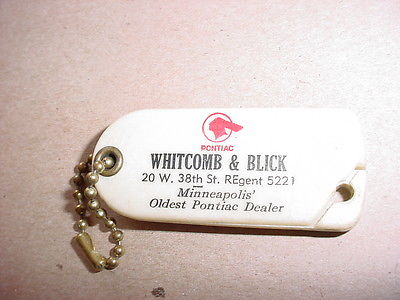 PONTIAC
WHITCOMB & BLICK
20 W. 38th St. REgent 5221
Minneapolis'
Oldest Pontiac Dealer